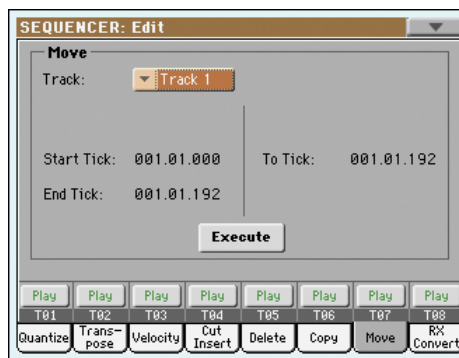 SEQUENCER: Edit
Move
Track: Track 1
Start Tick: 001.01.000 To Tick: 001.01.192
End Tick: 001.01.192
Execute
Play Play Play Play Play Play Play Play
T01 T02 T03 T04 T05 T06 T07 T08
Quantize Trans-pose Velocity Cut Insert Delete Copy Move RX Convert